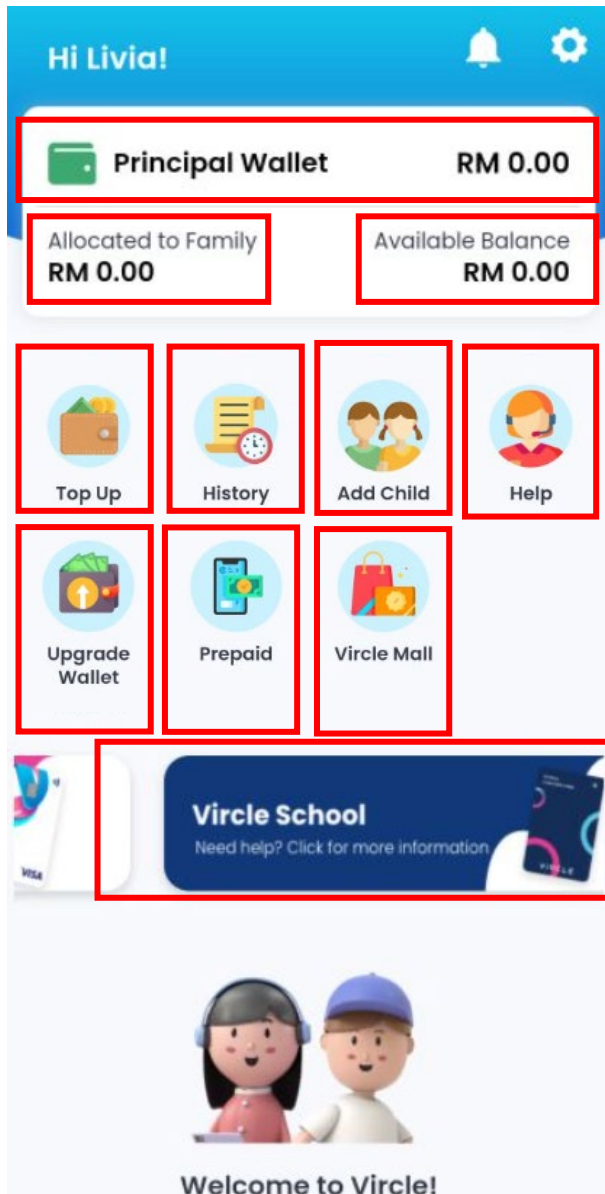 Hi Livia!
Principal Wallet RM 0.00
Allocated to Family Available Balance
RM 0.00 RM 0.00
Top Up History Add Child Help
Upgrade Prepaid Vircle Mall
Wallet
Vircle School
Need help? Click for more information
VISA
VIRCLE
Welcome to Vircle!